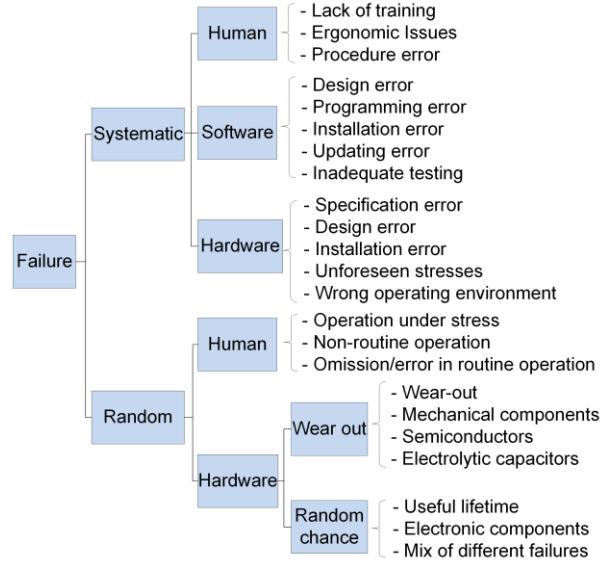 Failure
Systematic
Human
- Lack of training
- Ergonomic Issues
- Procedure error
Software
- Design error
- Programming error
- Installation error
- Updating error
- Inadequate testing
Hardware
- Specification error
- Design error
- Installation error
- Unforeseen stresses
- Wrong operating environment
Random
Human
- Operation under stress
- Non-routine operation
- Omission/error in routine operation
Hardware
Wear out
- Wear-out
- Mechanical components
- Semiconductors
- Electrolytic capacitors
Random
chance
- Useful lifetime
- Electronic components
- Mix of different failures